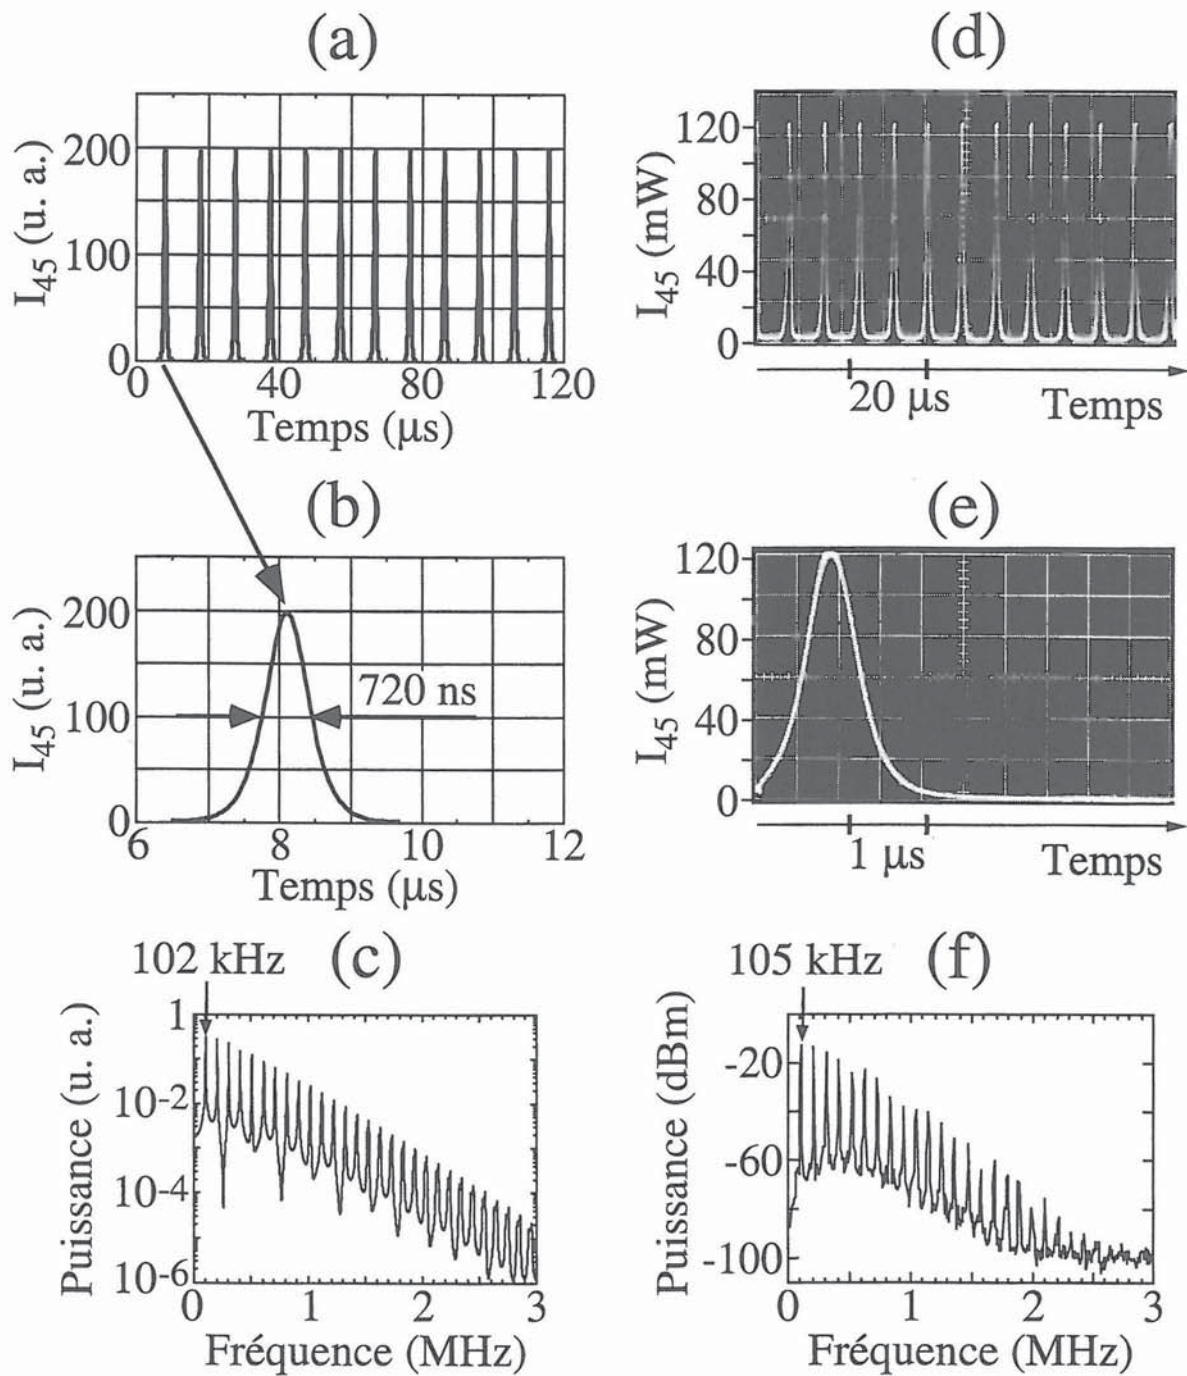 (a)
I45 (u. a.)
200
100
0
0 40 80 120
Temps (μs)
(d)
I45 (mW)
120
80
40
0
20 μs Temps
(b)
I45 (u. a.)
200
100
0
720 ns
6 8 10 12
Temps (μs)
(e)
I45 (mW)
120
80
40
0
1 μs Temps
102 kHz (c)
Puissance (u. a.)
1
10-2
10-4
10-6
0 1 2 3
Fréquence (MHz)
105 kHz (f)
Puissance (dBm)
-20
-60
-100
0 1 2 3
Fréquence (MHz)